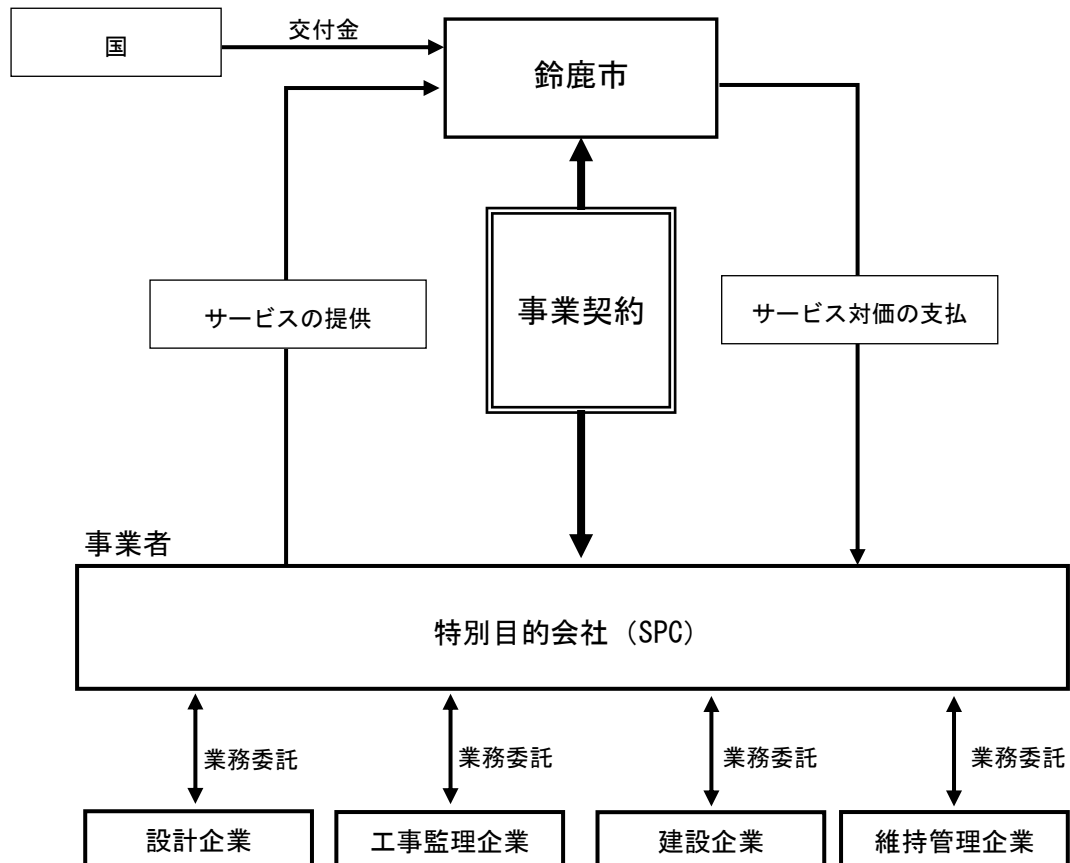 国
交付金
鈴鹿市
サービスの提供
事業契約
サービス対価の支払
事業者
特別目的会社（SPC）
業務委託
業務委託
業務委託
業務委託
設計企業
工事監理企業
建設企業
維持管理企業